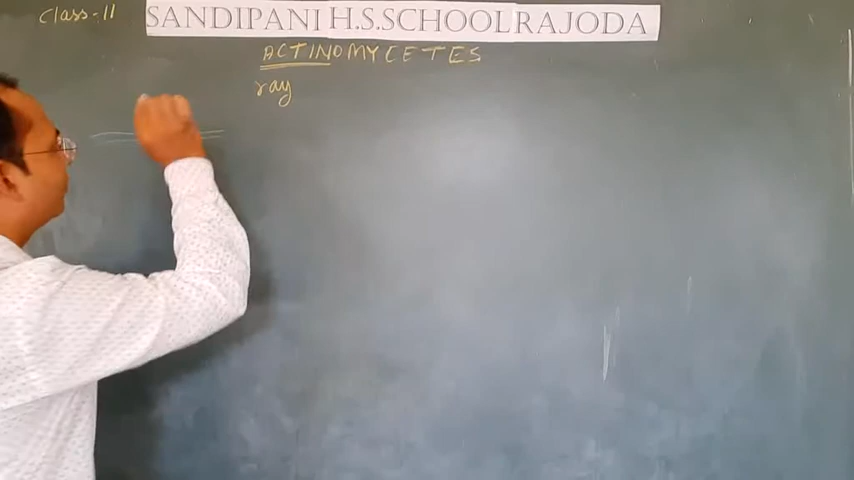 Class-11
SANDIPANI H.S.SCHOOL RAJODA
ACTINOMYCETES
ray